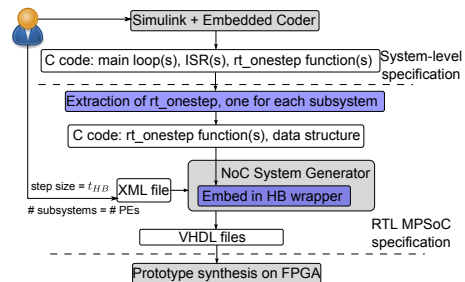 Simulink + Embedded Coder
C code: main loop(s), ISR(s), rt_onestep function(s)
System-level
specification
Extraction of rt_onestep, one for each subsystem
C code: rt_onestep function(s), data structure
NoC System Generator
step size = t_HB
XML file
Embed in HB wrapper
# subsystems = # PEs
RTL MPSoC
specification
VHDL files
Prototype synthesis on FPGA